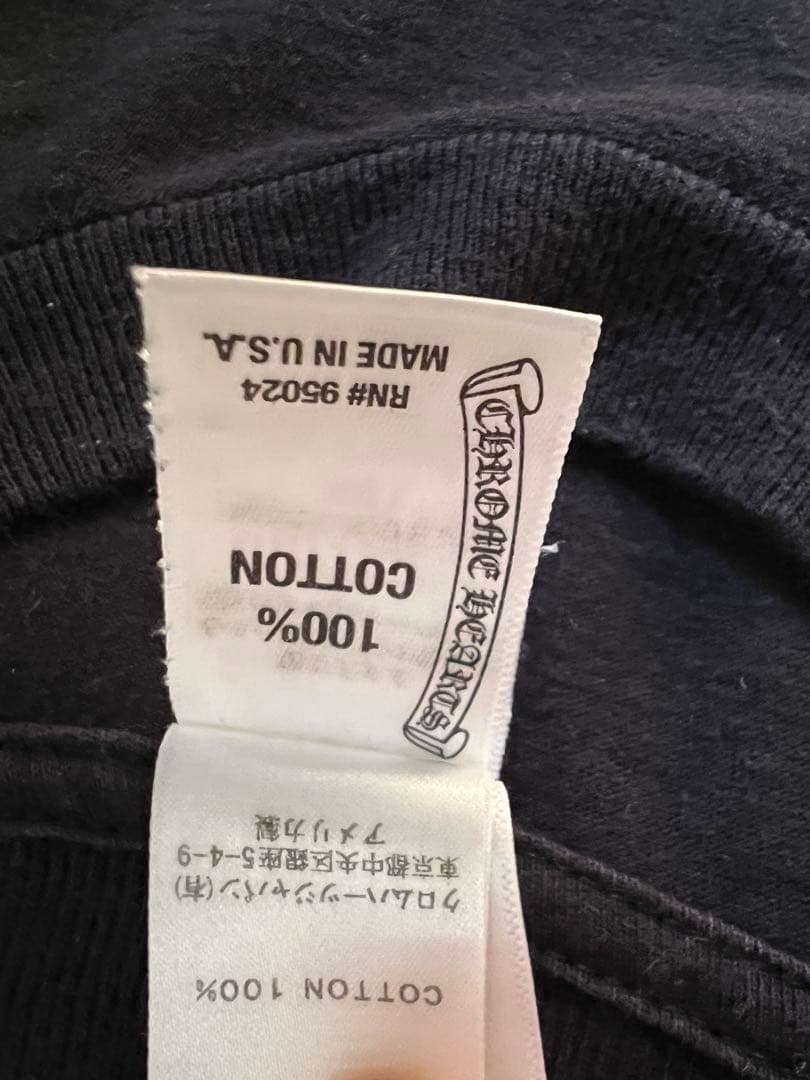 COTTON 100%
クロムハーツジャパン(有)
東京都中央区銀座5-4-9
アメリカ製
CHROME HEARTS
100%
COTTON
RN# 95024
MADE IN U.S.A.